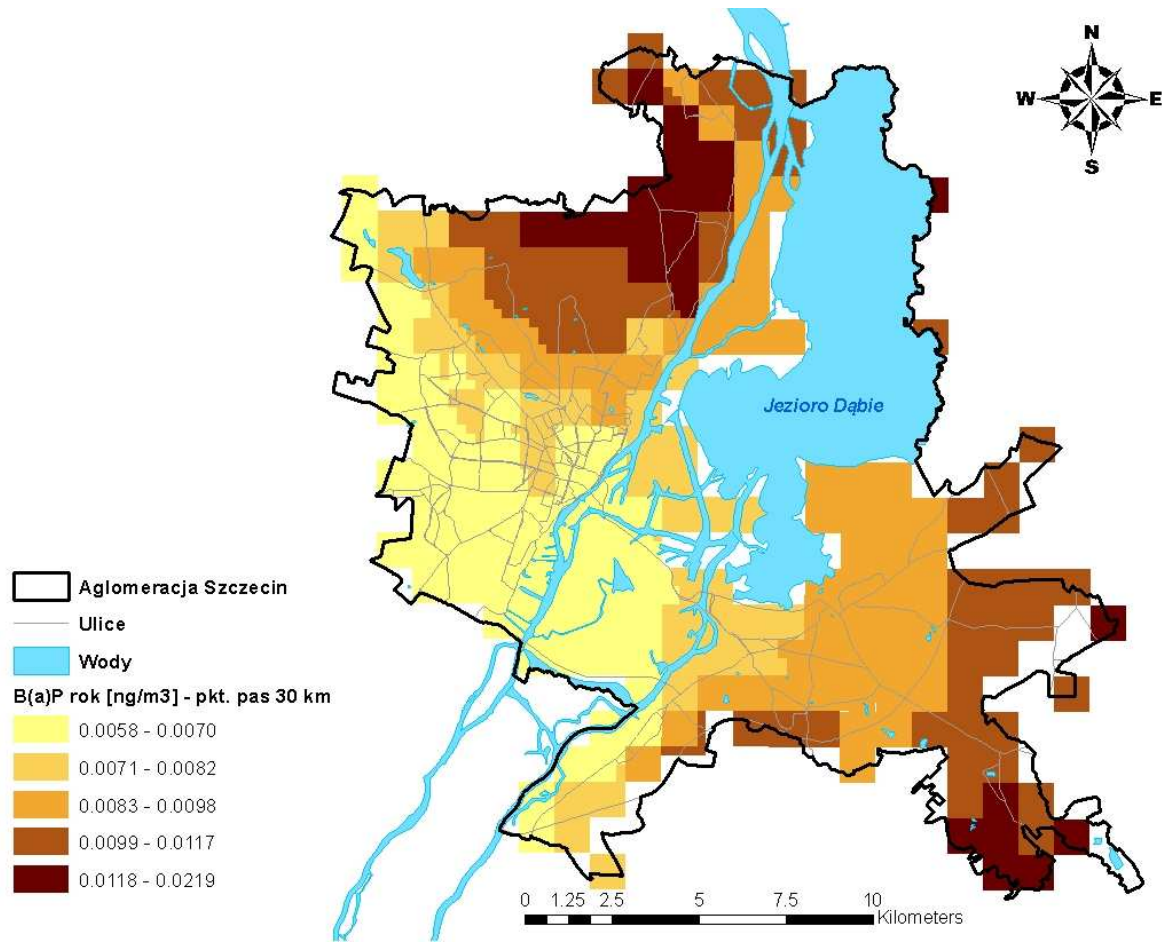 N
W E
S
Jezioro Dąbie
Aglomeracja Szczecin
Ulice
Wody
B(a)P rok [ng/m3] - pkt. pas 30 km
0.0058 - 0.0070
0.0071 - 0.0082
0.0083 - 0.0098
0.0099 - 0.0117
0.0118 - 0.0219
0 1.25 2.5 5 7.5 10
Kilometers